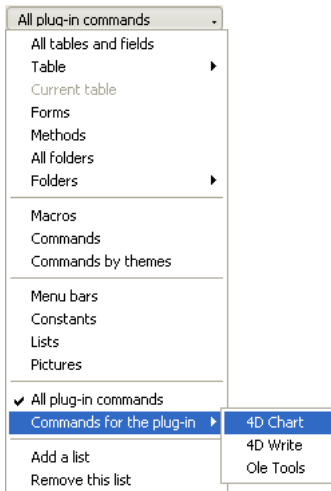 All plug-in commands
All tables and fields
Table
Current table
Forms
Methods
All folders
Folders
Macros
Commands
Commands by themes
Menu bars
Constants
Lists
Pictures
All plug-in commands
Commands for the plug-in
4D Chart
4D Write
Ole Tools
Add a list
Remove this list